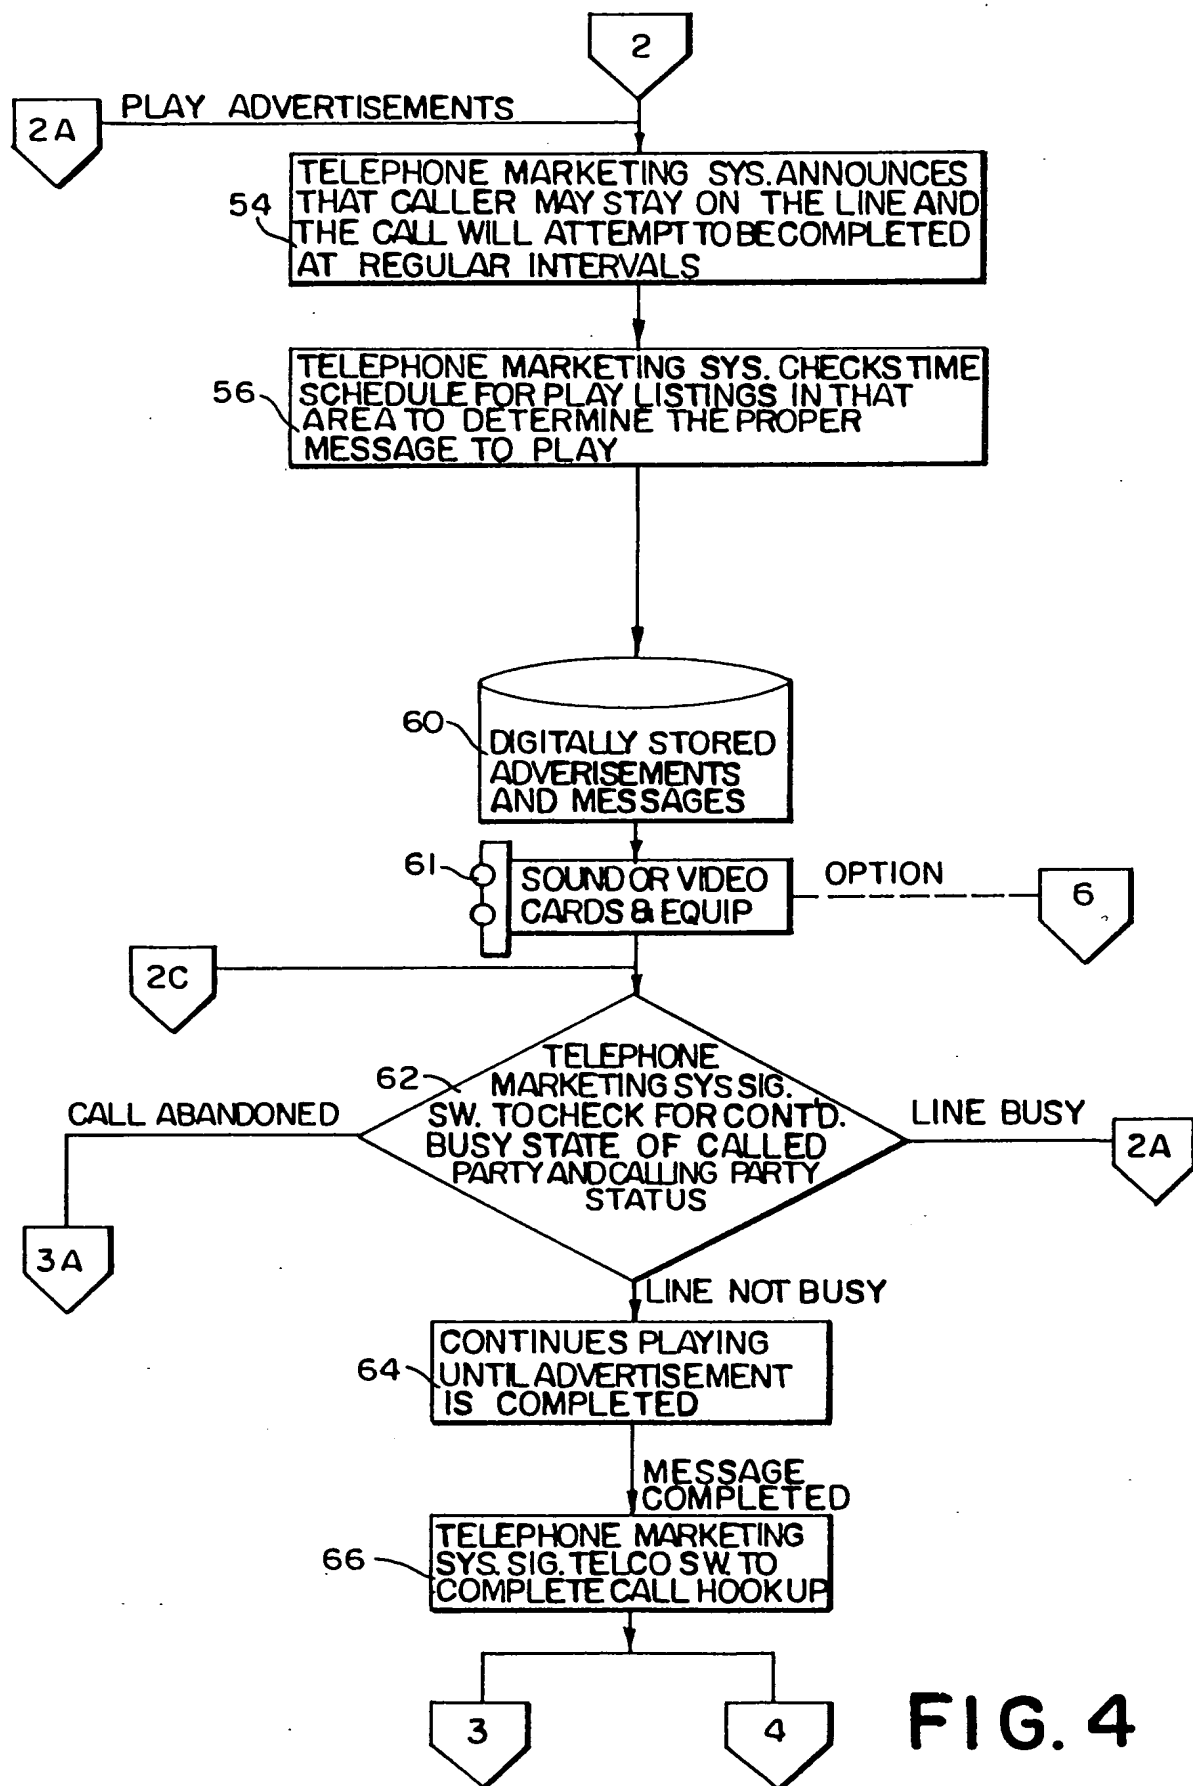 2
2A
PLAY ADVERTISEMENTS
54
TELEPHONE MARKETING SYS. ANNOUNCES
THAT CALLER MAY STAY ON THE LINE AND
THE CALL WILL ATTEMPT TO BE COMPLETED
AT REGULAR INTERVALS
56
TELEPHONE MARKETING SYS. CHECKS TIME
SCHEDULE FOR PLAY LISTINGS IN THAT
AREA TO DETERMINE THE PROPER
MESSAGE TO PLAY
60
DIGITALLY STORED
ADVERISEMENTS
AND MESSAGES
61
SOUND OR VIDEO
CARDS & EQUIP
OPTION
6
2C
62
TELEPHONE
MARKETING SYS SIG.
SW. TO CHECK FOR CONT'D.
BUSY STATE OF CALLED
PARTY AND CALLING PARTY
STATUS
CALL ABANDONED
3A
LINE BUSY
2A
LINE NOT BUSY
64
CONTINUES PLAYING
UNTIL ADVERTISEMENT
IS COMPLETED
MESSAGE
COMPLETED
66
TELEPHONE MARKETING
SYS. SIG. TELCO SW. TO
COMPLETE CALL HOOKUP
3
4
FIG. 4